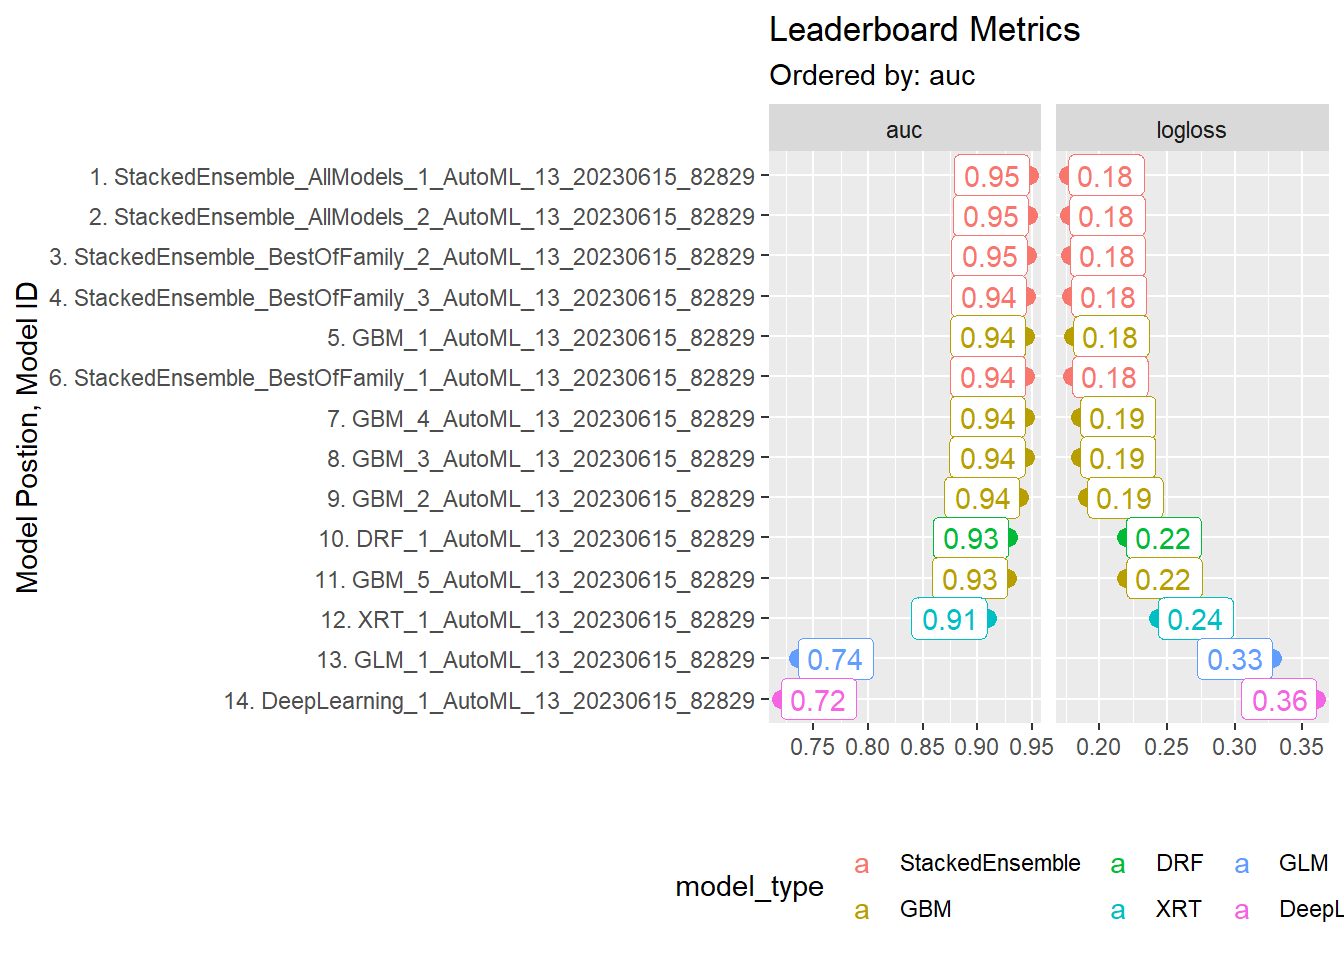 Leaderboard Metrics
Ordered by: auc
auc logloss
Model Postion, Model ID
1. StackedEnsemble_AllModels_1_AutoML_13_20230615_82829 0.95 0.18
2. StackedEnsemble_AllModels_2_AutoML_13_20230615_82829 0.95 0.18
3. StackedEnsemble_BestOfFamily_2_AutoML_13_20230615_82829 0.95 0.18
4. StackedEnsemble_BestOfFamily_3_AutoML_13_20230615_82829 0.94 0.18
5. GBM_1_AutoML_13_20230615_82829 0.94 0.18
6. StackedEnsemble_BestOfFamily_1_AutoML_13_20230615_82829 0.94 0.18
7. GBM_4_AutoML_13_20230615_82829 0.94 0.19
8. GBM_3_AutoML_13_20230615_82829 0.94 0.19
9. GBM_2_AutoML_13_20230615_82829 0.94 0.19
10. DRF_1_AutoML_13_20230615_82829 0.93 0.22
11. GBM_5_AutoML_13_20230615_82829 0.93 0.22
12. XRT_1_AutoML_13_20230615_82829 0.91 0.24
13. GLM_1_AutoML_13_20230615_82829 0.74 0.33
14. DeepLearning_1_AutoML_13_20230615_82829 0.72 0.36
0.75 0.80 0.85 0.90 0.95 0.20 0.25 0.30 0.35
model_type
a StackedEnsemble a DRF a GLM
a GBM a XRT a DeepL